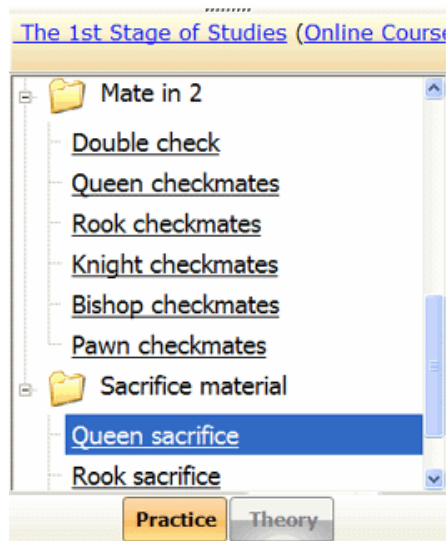 The 1st Stage of Studies (Online Course
Mate in 2
Double check
Queen checkmates
Rook checkmates
Knight checkmates
Bishop checkmates
Pawn checkmates
Sacrifice material
Queen sacrifice
Rook sacrifice
Practice Theory